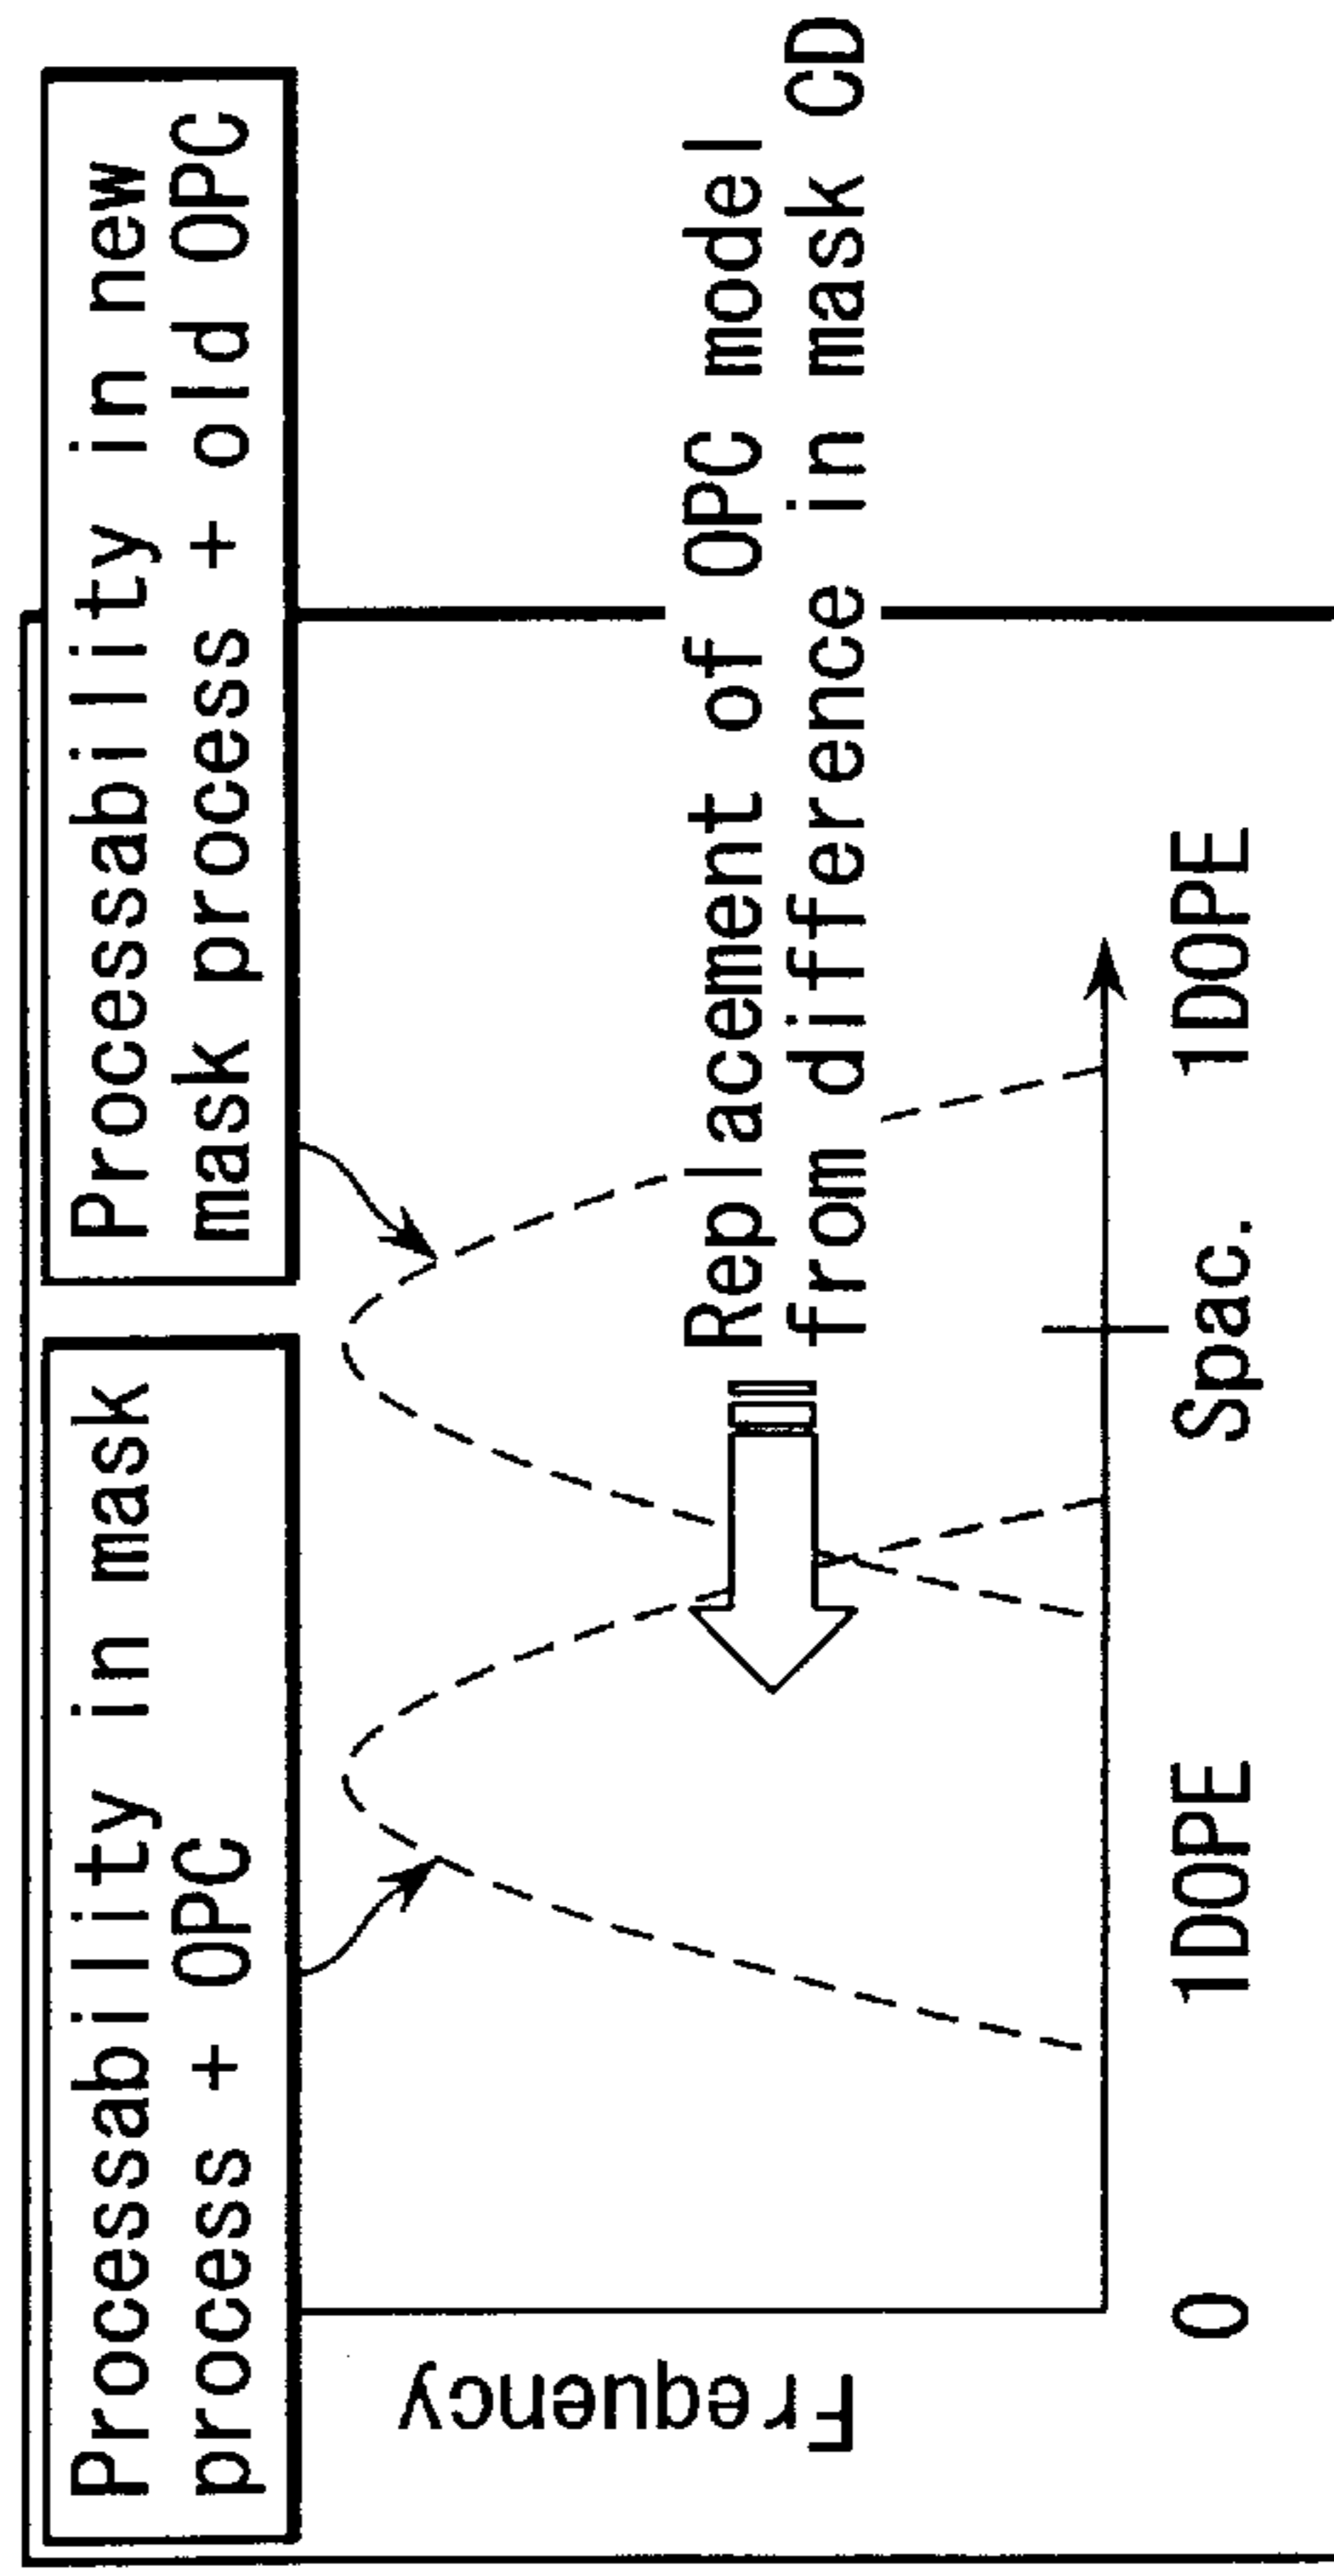 Processability in mask
process + OPC
Processability in new
mask process + old OPC
Replacement of OPC model
from difference in mask CD
Frequency
0
1DOPE
Spac.
1DOPE